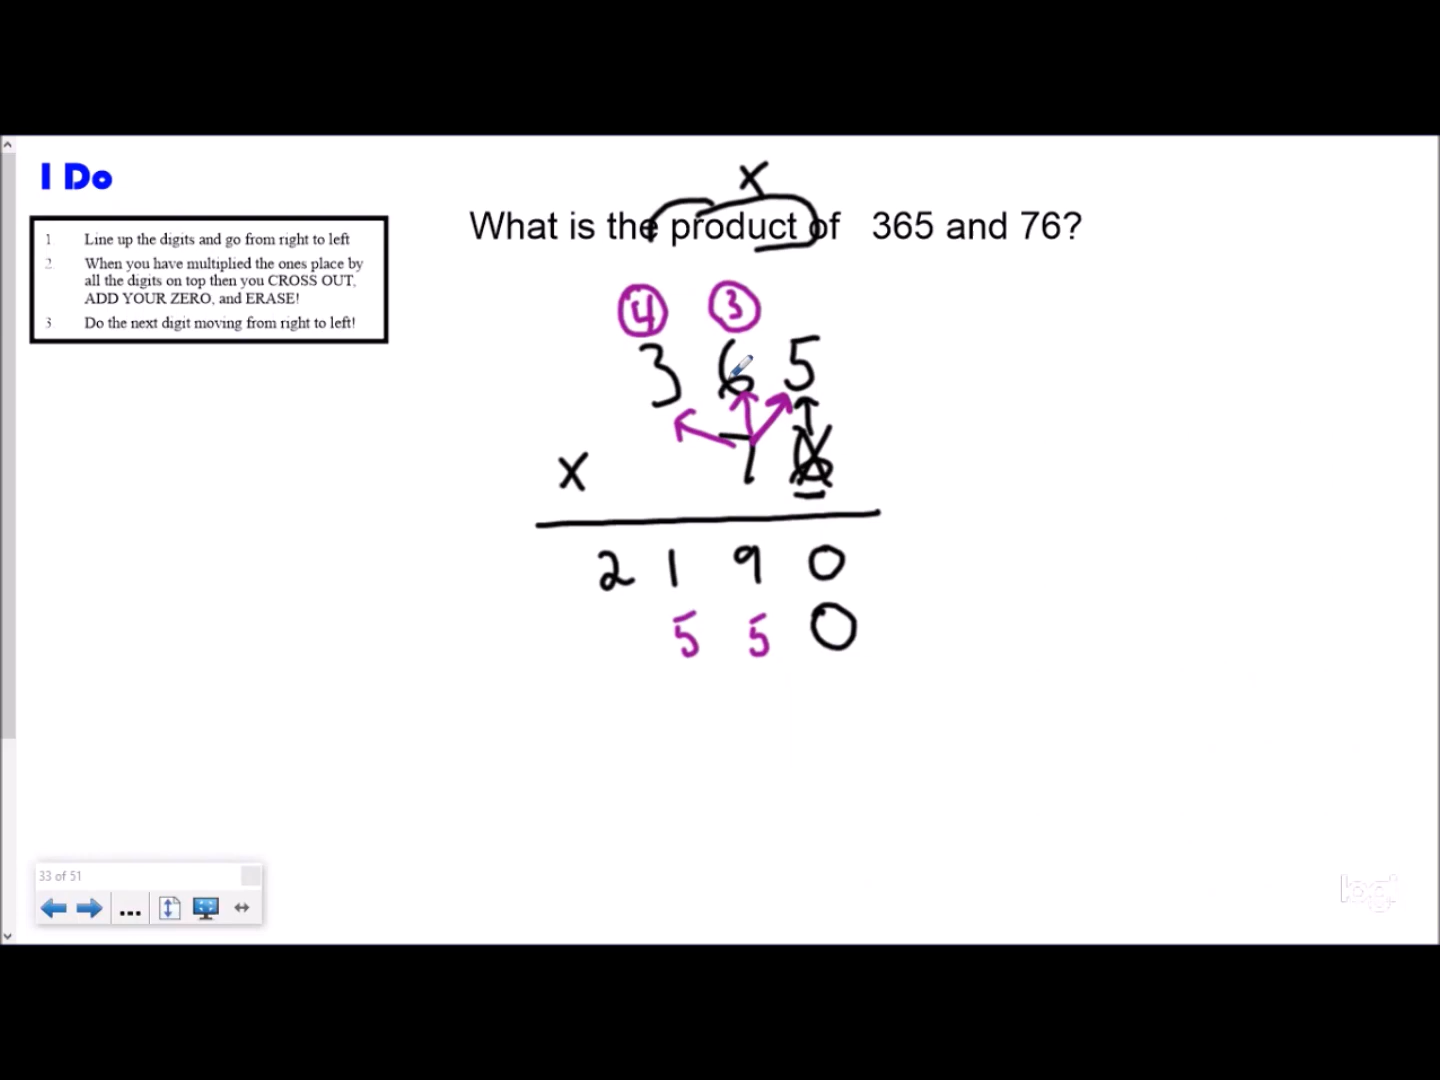 I Do
1 Line up the digits and go from right to left
2 When you have multiplied the ones place by
all the digits on top then you CROSS OUT,
ADD YOUR ZERO, and ERASE!
3 Do the next digit moving from right to left!
x
What is the product of 365 and 76?
4 3
3 6 5
x 7 6
2 1 9 0
5 5 0
33 of 51
...
logi